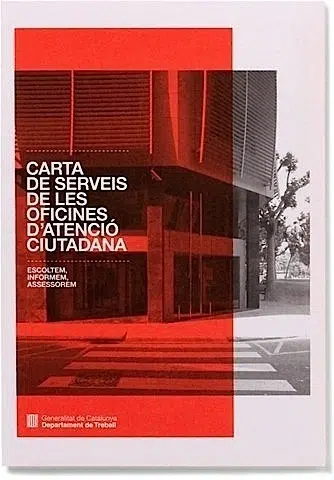 CARTA
DE SERVEIS
DE LES
OFICINES
D'ATENCIÓ
CIUTADANA
ESCOLTEM,
INFORMEM,
ASSESSOREM
Generalitat de Catalunya
Departament de Treball